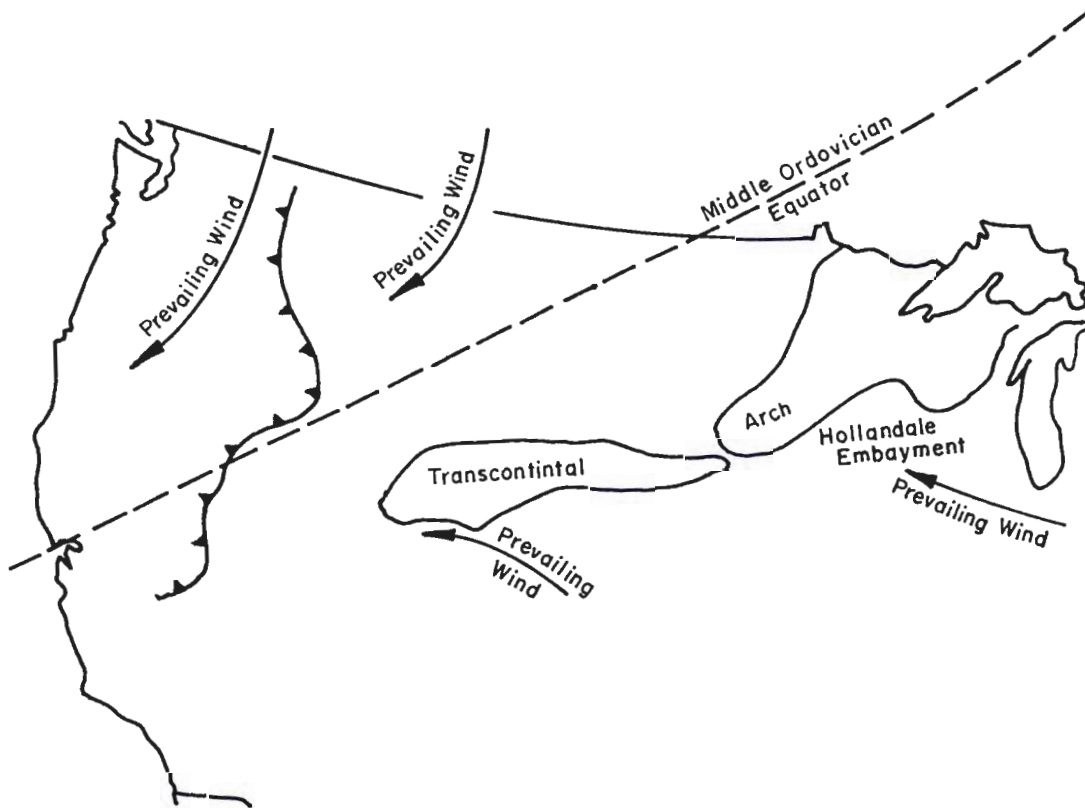 Middle Ordovician
Equator
Prevailing Wind
Prevailing Wind
Arch
Hollandale
Embayment
Transcontintal
Prevailing Wind
Prevailing
Wind